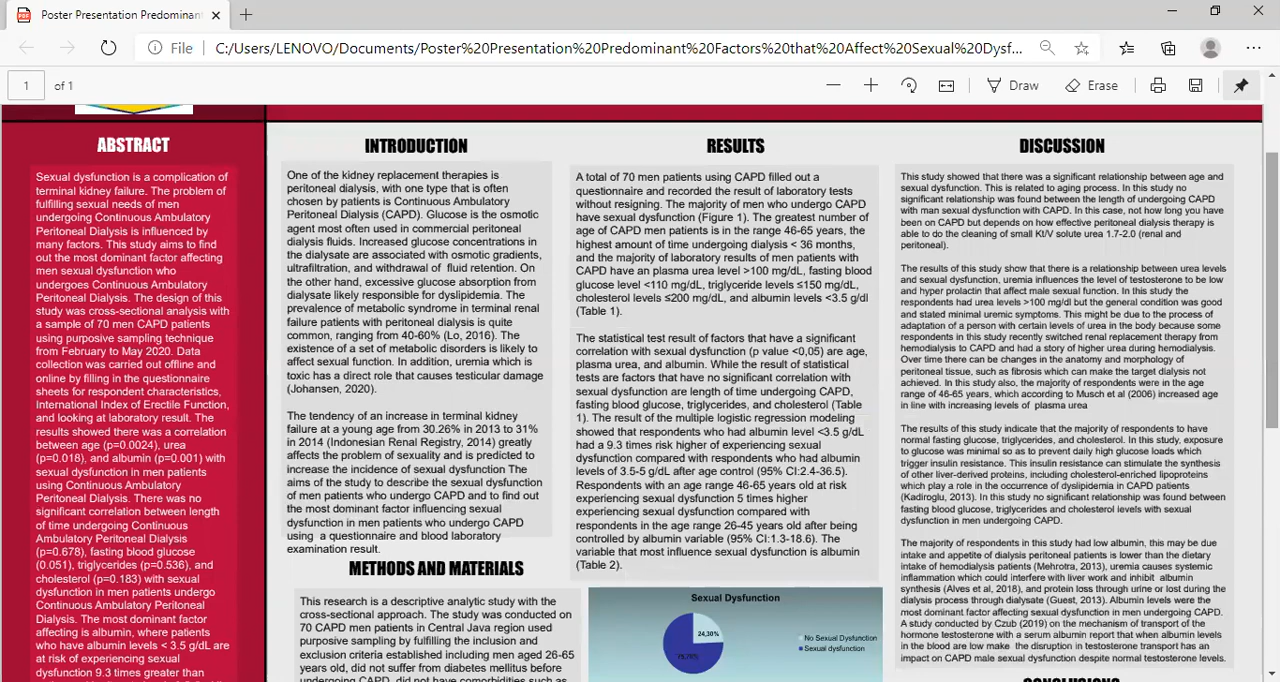 Poster Presentation Predominant
File
C:/Users/LENOVO/Documents/Poster%20Presentation%20Predominant%20Factors%20that%20Affect%20Sexual%20Dysf...
1 of 1
Draw
Erase
ABSTRACT
Sexual dysfunction is a complication of
terminal kidney failure. The problem of
fulfilling sexual needs of men
undergoing Continuous Ambulatory
Peritoneal Dialysis is influenced by
many factors. This study aims to find
out the most dominant factor affecting
men sexual dysfunction who
undergoes Continuous Ambulatory
Peritoneal Dialysis. The design of this
study was cross-sectional analysis with
a sample of 70 men CAPD patients
using purposive sampling technique
from February to May 2020. Data
collection was carried out offline and
online by filling in the questionnaire
sheets for respondent characteristics,
International Index of Erectile Function,
and looking at laboratory result. The
results showed there was a correlation
between age (p=0.0024), urea
(p=0.018), and albumin (p=0.001) with
sexual dysfunction in men patients
using Continuous Ambulatory
Peritoneal Dialysis. There was no
significant correlation between length
of time undergoing Continuous
Ambulatory Peritoneal Dialysis
(p=0.678), fasting blood glucose
(0.051), triglycerides (p=0.536), and
cholesterol (p=0.183) with sexual
dysfunction in men patients undergo
Continuous Ambulatory Peritoneal
Dialysis. The most dominant factor
affecting is albumin, where patients
who have albumin levels < 3.5 g/dL are
at risk of experiencing sexual
dysfunction 9.3 times greater than
INTRODUCTION
One of the kidney replacement therapies is
peritoneal dialysis, with one type that is often
chosen by patients is Continuous Ambulatory
Peritoneal Dialysis (CAPD). Glucose is the osmotic
agent most often used in commercial peritoneal
dialysis fluids. Increased glucose concentrations in
the dialysate are associated with osmotic gradients,
ultrafiltration, and withdrawal of fluid retention. On
the other hand, excessive glucose absorption from
dialysate likely responsible for dyslipidemia. The
prevalence of metabolic syndrome in terminal renal
failure patients with peritoneal dialysis is quite
common, ranging from 40-60% (Lo, 2016). The
existence of a set of metabolic disorders is likely to
affect sexual function. In addition, uremia which is
toxic has a direct role that causes testicular damage
(Johansen, 2020).
The tendency of an increase in terminal kidney
failure at a young age from 30.26% in 2013 to 31%
in 2014 (Indonesian Renal Registry, 2014) greatly
affects the problem of sexuality and is predicted to
increase the incidence of sexual dysfunction The
aims of the study to describe the sexual dysfunction
of men patients who undergo CAPD and to find out
the most dominant factor influencing sexual
dysfunction in men patients who undergo CAPD
using a questionnaire and blood laboratory
examination result.
METHODS AND MATERIALS
This research is a descriptive analytic study with the
cross-sectional approach. The study was conducted on
70 CAPD men patients in Central Java region used
purposive sampling by fulfilling the inclusion and
exclusion criteria established including men aged 26-65
years old, did not suffer from diabetes mellitus before
undergoing CAPD, did not have comorbidities such as
RESULTS
A total of 70 men patients using CAPD filled out a
questionnaire and recorded the result of laboratory tests
without resigning. The majority of men who undergo CAPD
have sexual dysfunction (Figure 1). The greatest number of
age of CAPD men patients is in the range 46-65 years, the
highest amount of time undergoing dialysis < 36 months,
and the majority of laboratory results of men patients with
CAPD have an plasma urea level >100 mg/dL, fasting blood
glucose level <110 mg/dL, triglyceride levels ≤150 mg/dL,
cholesterol levels ≤200 mg/dL, and albumin levels <3.5 g/dl
(Table 1).
The statistical test result of factors that have a significant
correlation with sexual dysfunction (p value <0,05) are age,
plasma urea, and albumin. While the result of statistical
tests are factors that have no significant correlation with
sexual dysfunction are length of time undergoing CAPD,
fasting blood glucose, triglycerides, and cholesterol (Table
1). The result of the multiple logistic regression modeling
showed that respondents who had albumin level <3.5 g/dL
had a 9.3 times risk higher of experiencing sexual
dysfunction compared with respondents who had albumin
levels of 3.5-5 g/dL after age control (95% CI:2.4-36.5).
Respondents with an age range 46-65 years old at risk
experiencing sexual dysfunction 5 times higher
experiencing sexual dysfunction compared with
respondents in the age range 26-45 years old after being
controlled by albumin variable (95% CI:1.3-18.6). The
variable that most influence sexual dysfunction is albumin
(Table 2).
Sexual Dysfunction
24,30%
No Sexual Dysfunction
Sexual dysfunction
DISCUSSION
This study showed that there was a significant relationship between age and
sexual dysfunction. This is related to aging process. In this study no
significant relationship was found between the length of undergoing CAPD
with man sexual dysfunction with CAPD. In this case, not how long you have
been on CAPD but depends on how effective peritoneal dialysis therapy is
able to do the cleaning of small Kt/V solute urea 1.7-2.0 (renal and
peritoneal).
The results of this study show that there is a relationship between urea levels
and sexual dysfunction, uremia influences the level of testosterone to be low
and hyper prolactin that affect male sexual function. In this study the
respondents had urea levels >100 mg/dl but the general condition was good
and stated minimal uremic symptoms. This might be due to the process of
adaptation of a person with certain levels of urea in the body because some
respondents in this study recently switched renal replacement therapy from
hemodialysis to CAPD and had a story of higher urea during hemodialysis.
Over time there can be changes in the anatomy and morphology of
peritoneal tissue, such as fibrosis which can make the target dialysis not
achieved. In this study also, the majority of respondents were in the age
range of 46-65 years, which according to Musch et al (2006) increased age
in line with increasing levels of plasma urea
The results of this study indicate that the majority of respondents to have
normal fasting glucose, triglycerides, and cholesterol. In this study, exposure
to glucose was minimal so as to prevent daily high glucose loads which
trigger insulin resistance. This insulin resistance can stimulate the synthesis
of other liver-derived proteins, including cholesterol-enriched lipoproteins
which play a role in the occurrence of dyslipidemia in CAPD patients
(Kadiroglu, 2013). In this study no significant relationship was found between
fasting blood glucose, triglycerides and cholesterol levels with sexual
dysfunction in men undergoing CAPD.
The majority of respondents in this study had low albumin, this may be due
intake and appetite of dialysis peritoneal patients is lower than the dietary
intake of hemodialysis patients (Mehrotra, 2013), uremia causes systemic
inflammation which could interfere with liver work and inhibit albumin
synthesis (Alves et al, 2018), and protein loss through urine or lost during the
dialysis process through dialysate (Guest, 2013). Albumin levels were the
most dominant factor affecting sexual dysfunction in men undergoing CAPD.
A study conducted by Czub (2019) on the mechanism of transport of the
hormone testosterone with a serum albumin report that when albumin levels
in the blood are low make the disruption in testosterone transport has an
impact on CAPD male sexual dysfunction despite normal testosterone levels.
CONCLUSIONS